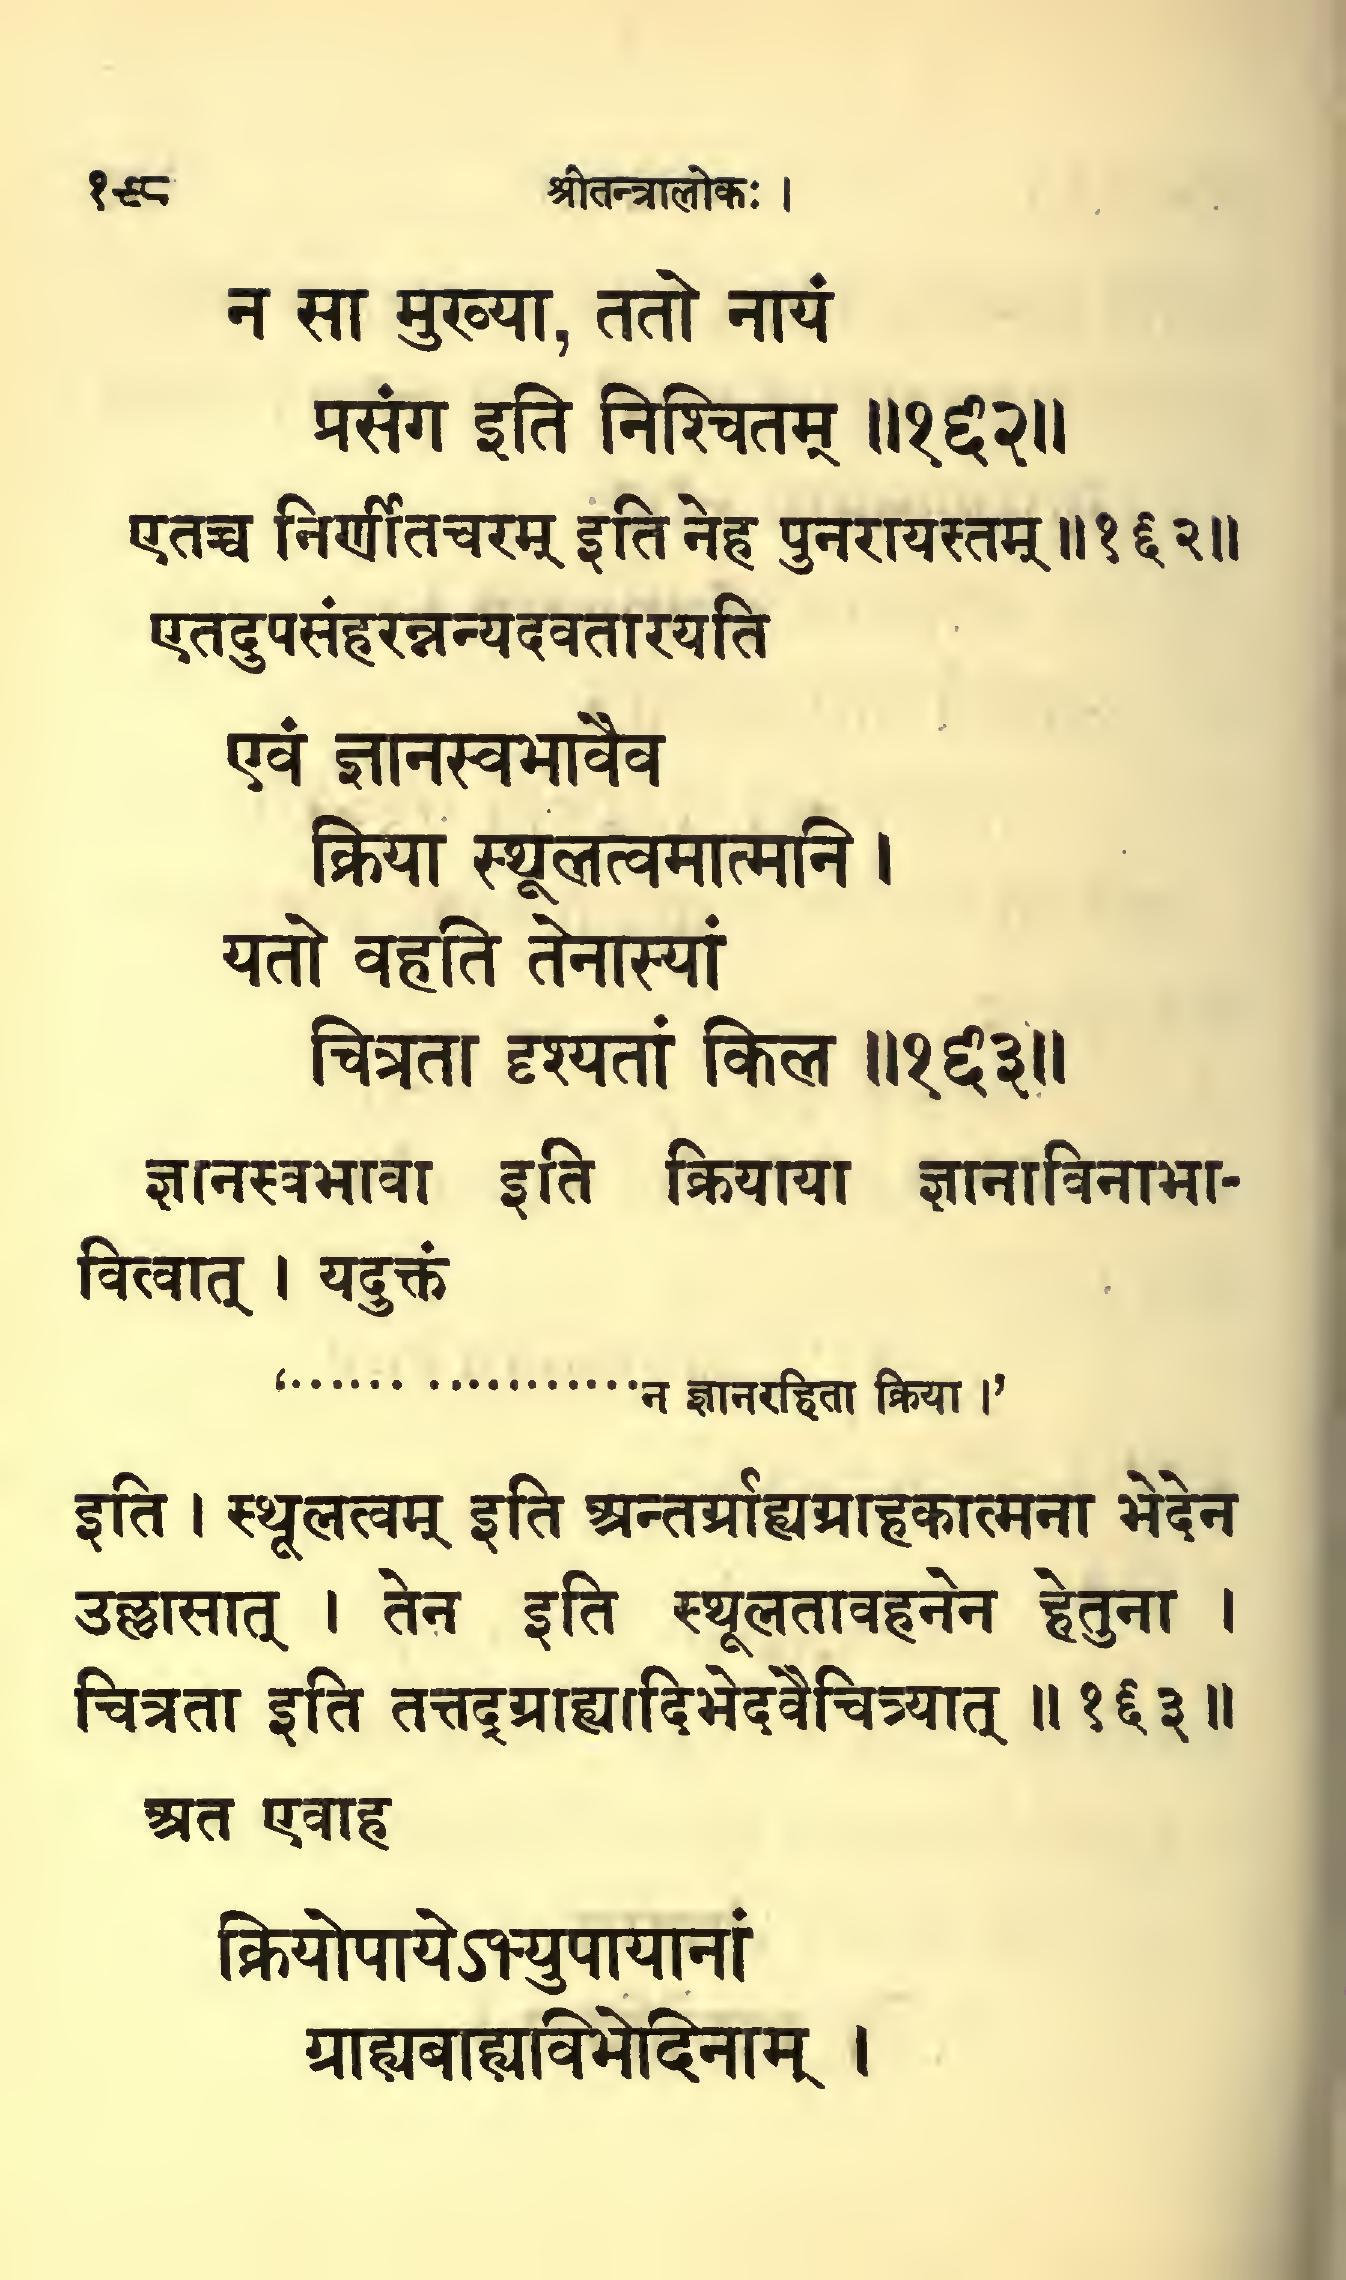 १९८ श्रीतन्त्रालोकः ।
न सा मुख्या, ततो नायं
प्रसंग इति निश्चितम् ॥१६२॥
एतच्च निर्णीतचरम् इति नेह पुनरायस्तम् ॥१६२॥
एतदुपसंहरन्नन्यदवतारयति
एवं ज्ञानस्वभावैव
क्रिया स्थूलत्वमात्मनि ।
यतो वहति तेनास्यां
चित्रता दृश्यतां किल ॥१६३॥
ज्ञानस्वभावा इति क्रियाया ज्ञानाविनाभा-
वित्वात् । यदुक्तं
‘...... ............न ज्ञानरहिता क्रिया ।’
इति । स्थूलत्वम् इति अन्तर्ग्राह्यग्राहकात्मना भेदेन
उल्लासात् । तेन इति स्थूलतावहनेन हेतुना ।
चित्रता इति तत्तद्ग्राह्यादिभेदवैचित्र्यात् ॥ १६३ ॥
अत एवाह
क्रियोपायेऽभ्युपायानां
ग्राह्यबाह्यविभेदिनाम् ।